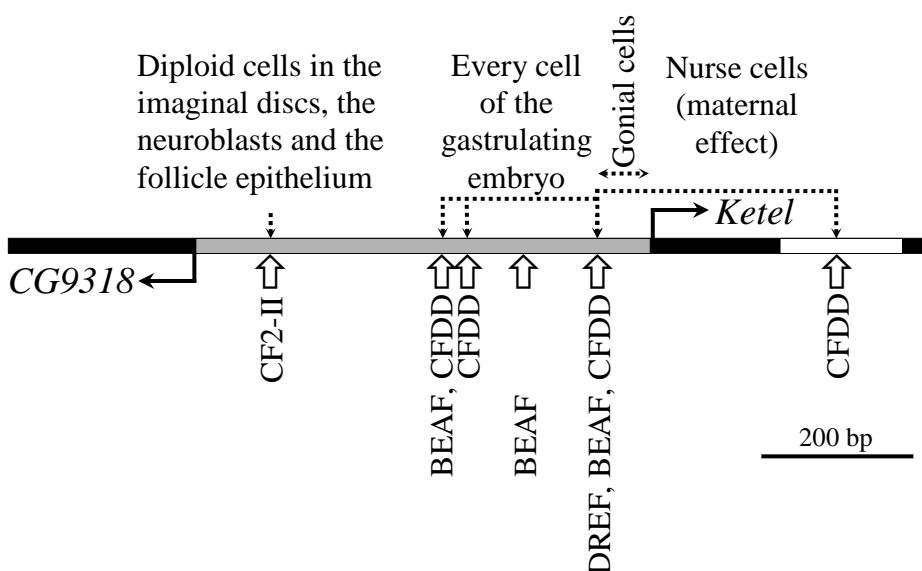 Diploid cells in the
imaginal discs, the
neuroblasts and the
follicle epithelium
Every cell
of the
gastrulating
embryo
Gonial cells
Nurse cells
(maternal
effect)
Ketel
CG9318
CF2-II
BEAF, CFDD
CFDD
BEAF
DREF, BEAF, CFDD
CFDD
200 bp